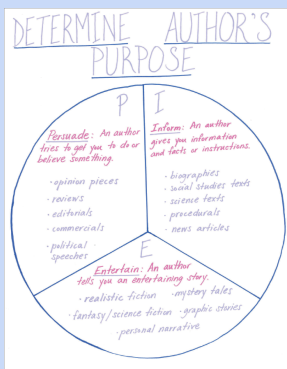 DETERMINE AUTHOR'S
PURPOSE
P
Persuade: An author
tries to get you to do or
believe something.
· opinion pieces
· reviews
· editorials
· commercials
· political
speeches
I
Inform: An author
gives you information
and facts or instructions.
· biographies
· social studies texts
· science texts
· procedurals
· news articles
E
Entertain: An author
tells you an entertaining story.
· realistic fiction · mystery tales
· fantasy/science fiction · graphic stories
· personal narrative